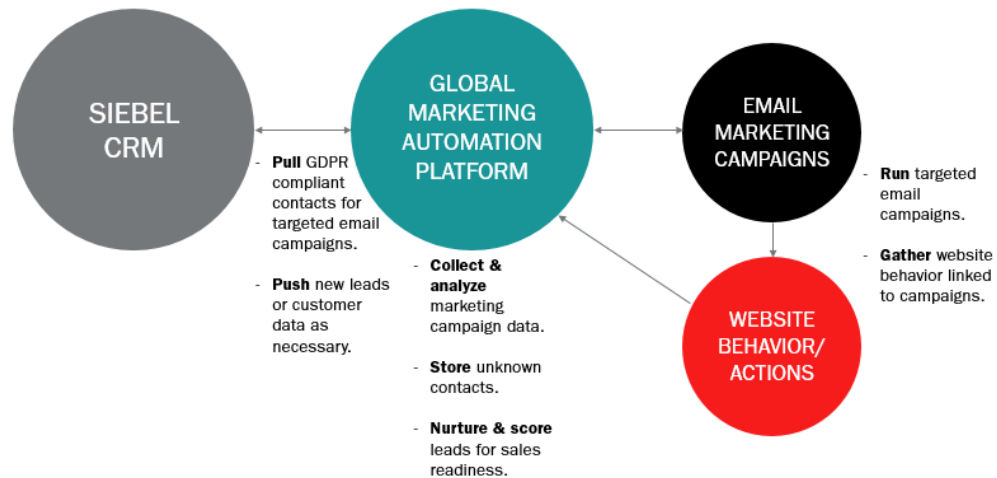 SIEBEL
CRM
- Pull GDPR
compliant
contacts for
targeted email
campaigns.
- Push new leads
or customer
data as
necessary.
GLOBAL
MARKETING
AUTOMATION
PLATFORM
- Collect &
analyze
marketing
campaign data.
- Store unknown
contacts.
- Nurture & score
leads for sales
readiness.
EMAIL
MARKETING
CAMPAIGNS
- Run targeted
email
campaigns.
- Gather website
behavior linked
to campaigns.
WEBSITE
BEHAVIOR/
ACTIONS